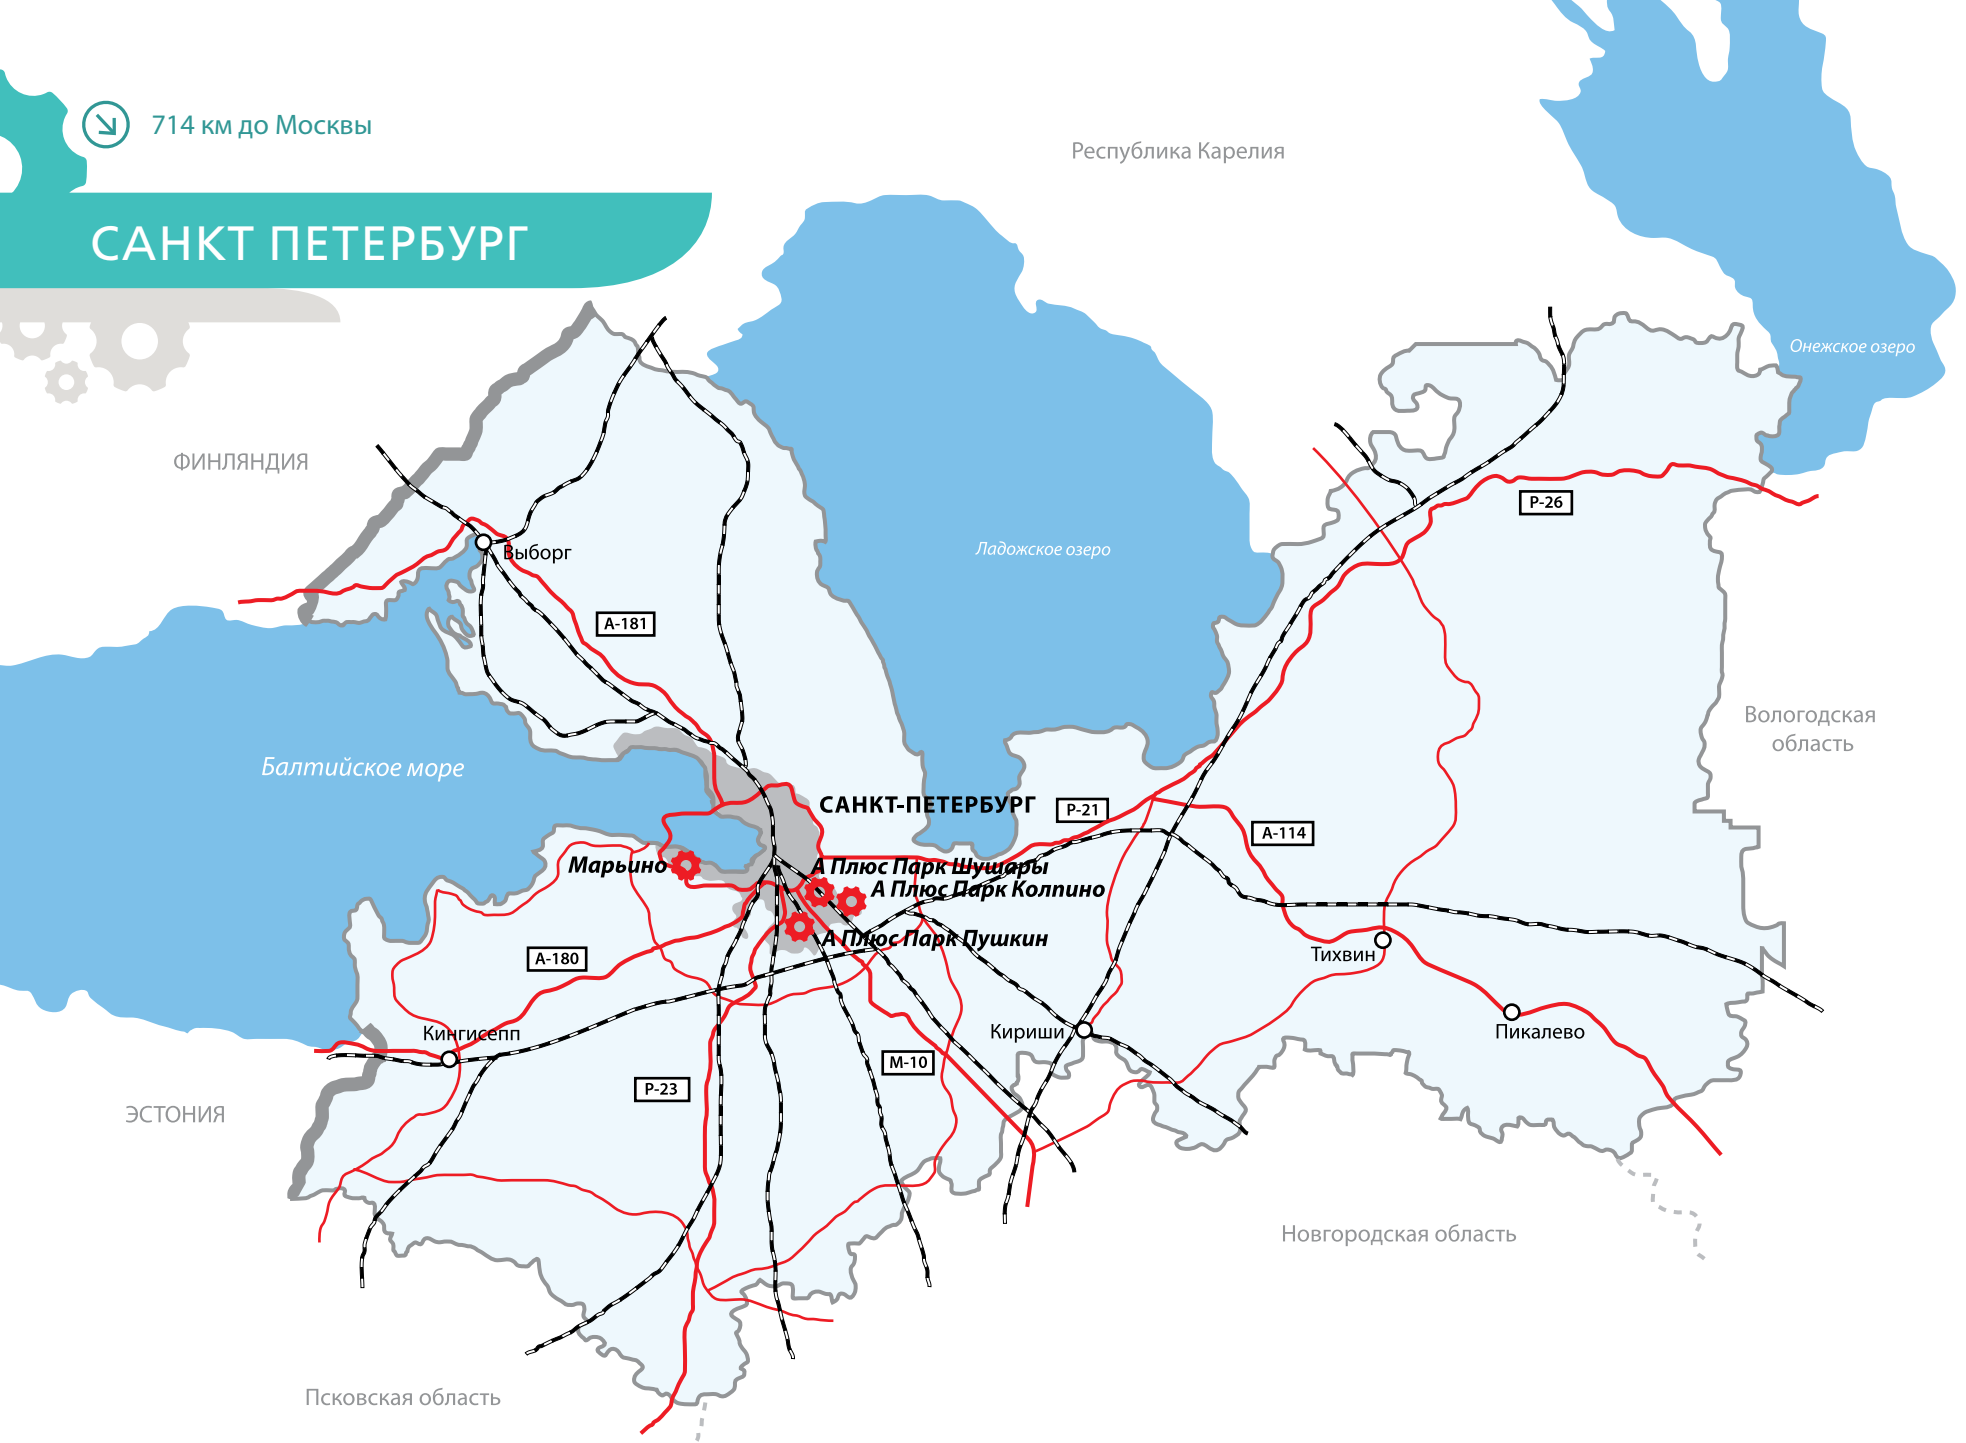 714 км до Москвы
Республика Карелия
САНКТ ПЕТЕРБУРГ
Онежское озеро
ФИНЛЯНДИЯ
Р-26
Выборг
Ладожское озеро
А-181
Вологодская
область
Балтийское море
САНКТ-ПЕТЕРБУРГ
Р-21
А-114
Марьино
А Плюс Парк Шушары
А Плюс Парк Колпино
А Плюс Парк Пушкин
А-180
Тихвин
Кингисепп
Кириши
Пикалево
М-10
Р-23
ЭСТОНИЯ
Новгородская область
Псковская область